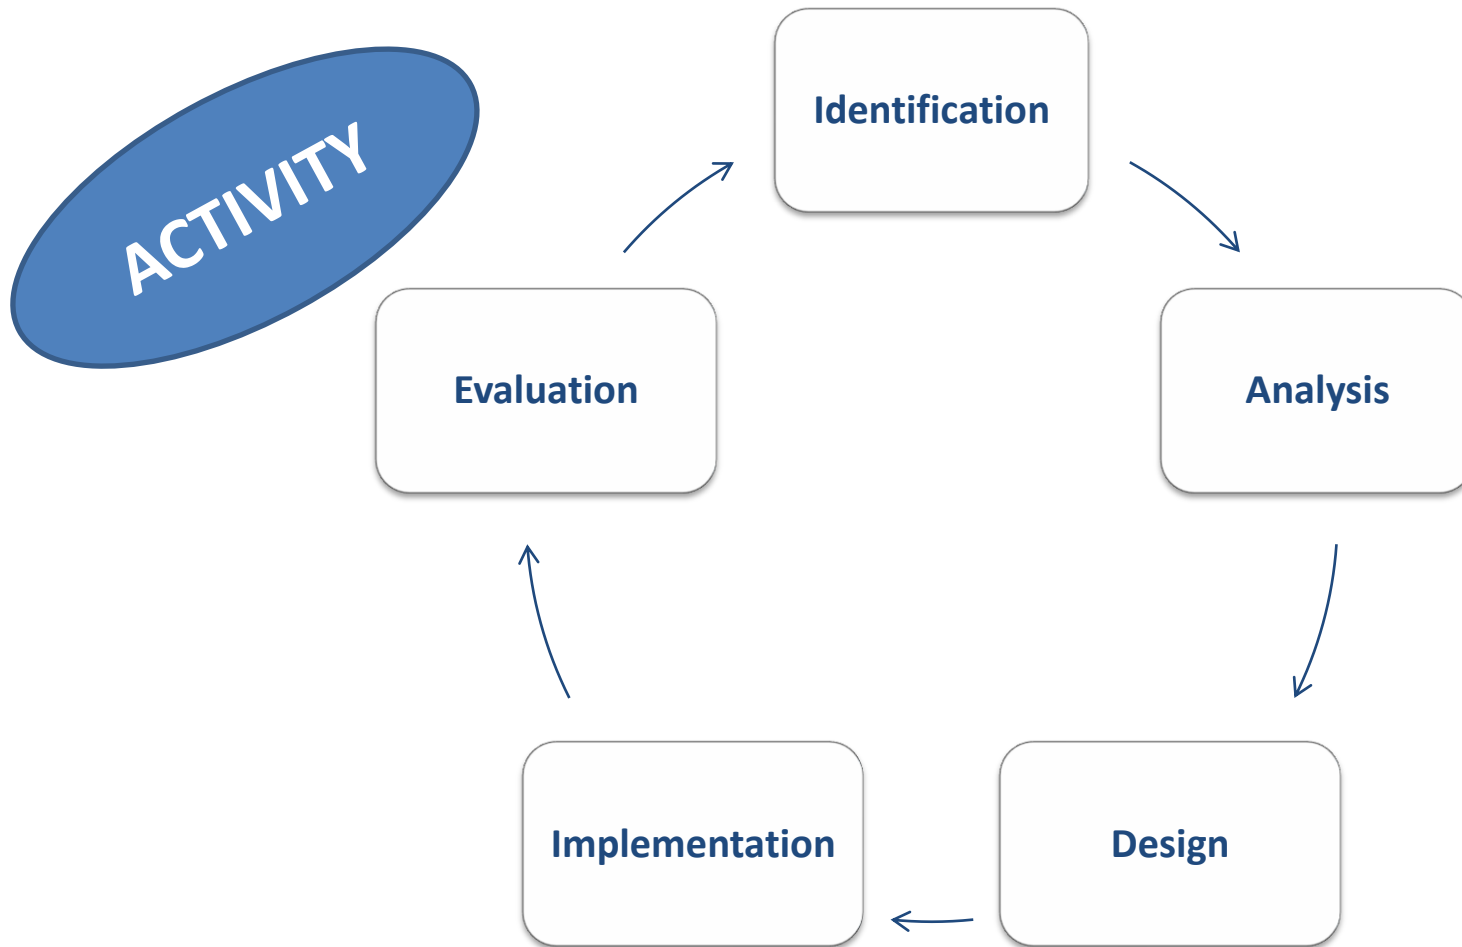 ACTIVITY
Identification
Analysis
Design
Implementation
Evaluation